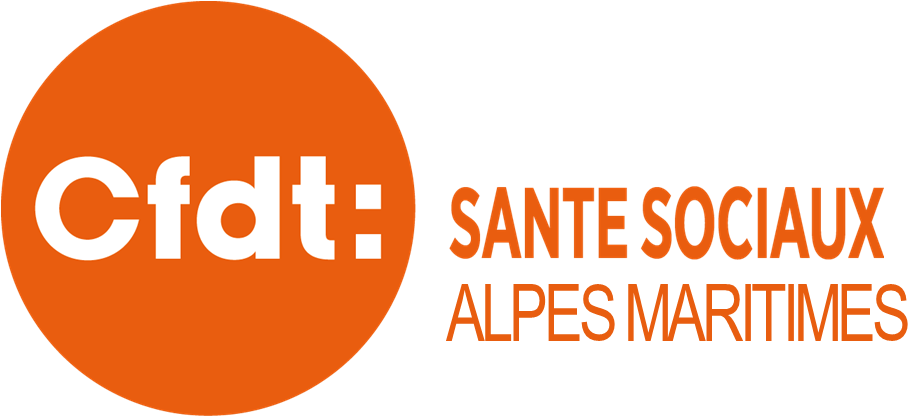 Cfdt:
SANTE SOCIAUX
ALPES MARITIMES